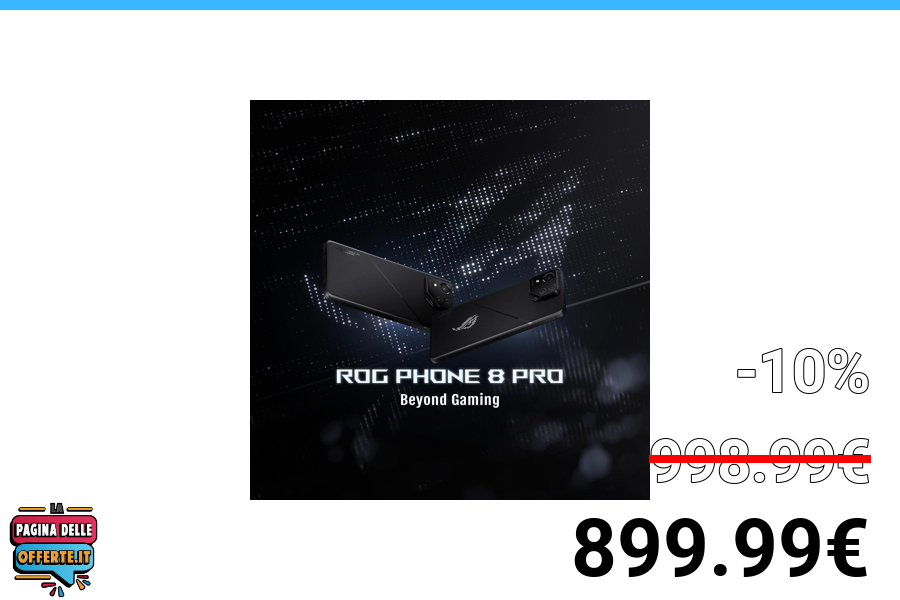 ROG PHONE 8 PRO
Beyond Gaming
-10%
998.99€
899.99€
LA
PAGINA DELLE
OFFERTE.IT